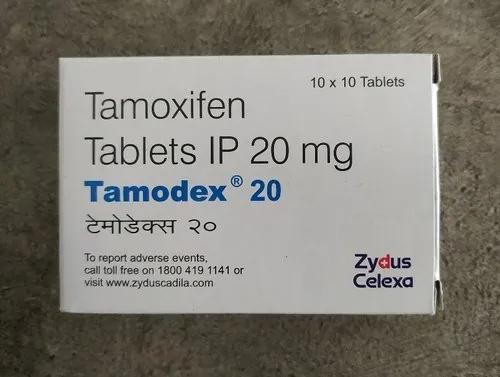 10 x 10 Tablets
Tamoxifen
Tablets IP 20 mg
Tamodex® 20
टेमोडेक्स २०
To report adverse events,
call toll free on 1800 419 1141 or
visit www.zyduscadila.com
Zydus
Celexa